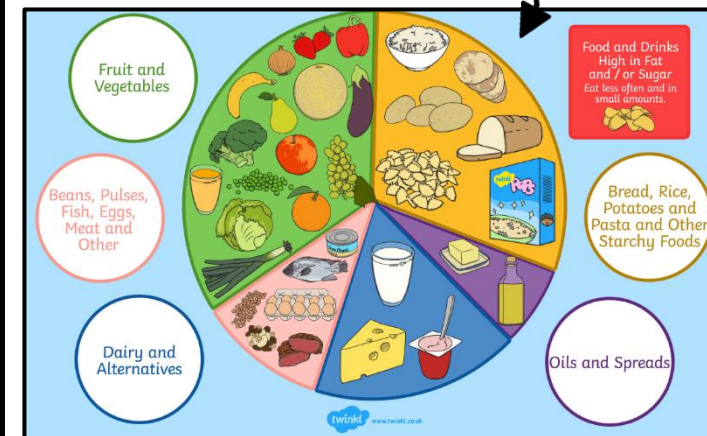 Fruit and
Vegetables
Food and Drinks
High in Fat
and / or Sugar
Eat less often and in
small amounts.
Beans, Pulses,
Fish, Eggs,
Meat and
Other
Bread, Rice,
Potatoes and
Pasta and Other
Starchy Foods
Dairy and
Alternatives
Oils and Spreads
twinkl
twinkl www.twinkl.co.uk